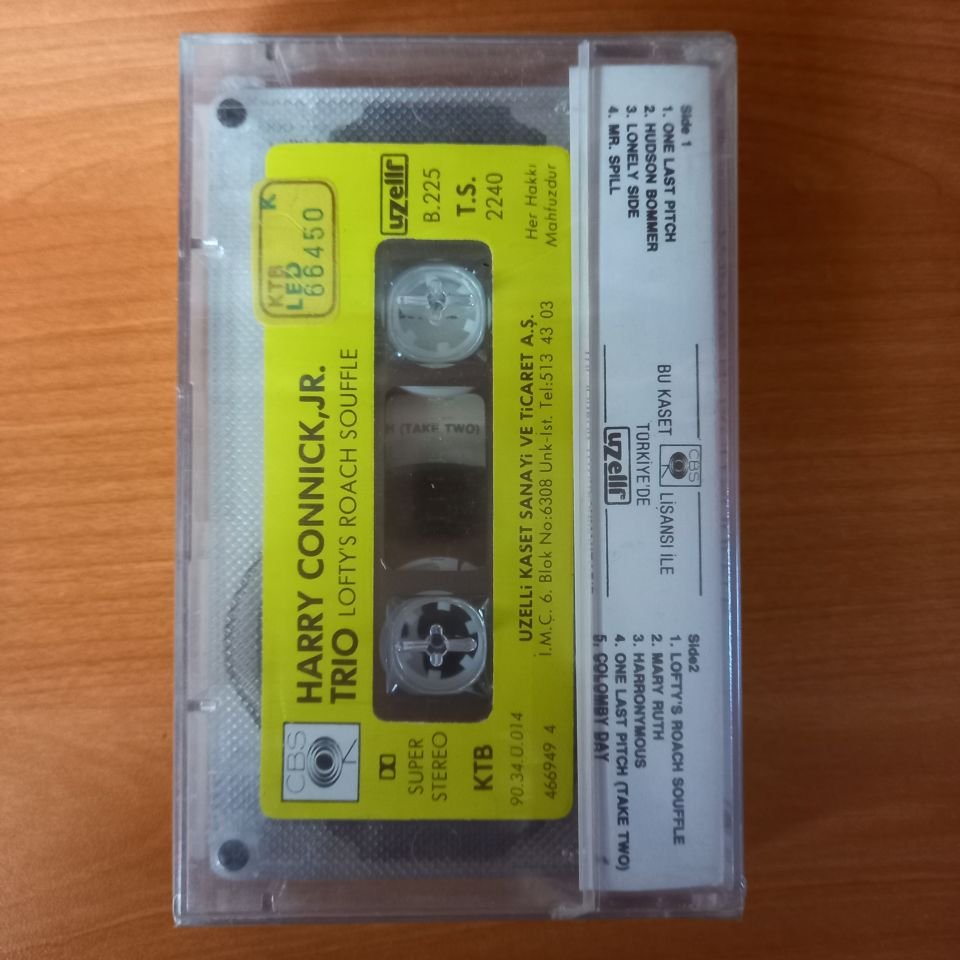 HARRY CONNICK, JR.
TRIO LOFTY'S ROACH SOUFFLE
KTB K
LED
66450
CBS
SUPER
STEREO
KTB
90.34.Ü.014
466949 4
uzelli
B.225
T.S.
2240
Her Hakkı
Mahfuzdur
H (TAKE TWO)
UZELLi KASET SANAYi VE TiCARET A.Ş.
İ.M.Ç. 6. Blok No:6308 Unk-İst. Tel:513 43 03
Side 1
1. ONE LAST PITCH
2. HUDSON BOMMER
3. LONELY SIDE
4. MR. SPILL
BU KASET CBS LİSANSI İLE
TÜRKİYE'DE
uzelli
Side2
1. LOFTY'S ROACH SOUFFLE
2. MARY RUTH
3. HARRONYMOUS
4. ONE LAST PITCH (TAKE TWO)
5. COLOMBY DAY